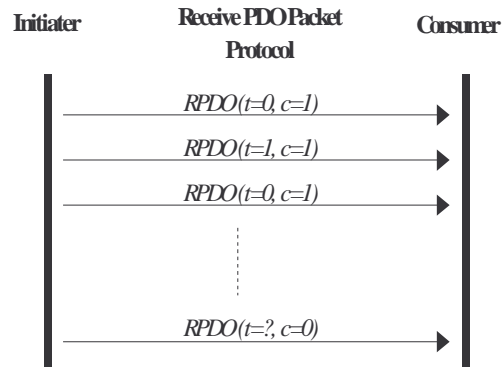 Initiater
Receive PDO Packet
Protocol
Consumer
RPDO(t=0, c=1)
RPDO(t=1, c=1)
RPDO(t=0, c=1)
RPDO(t=?, c=0)